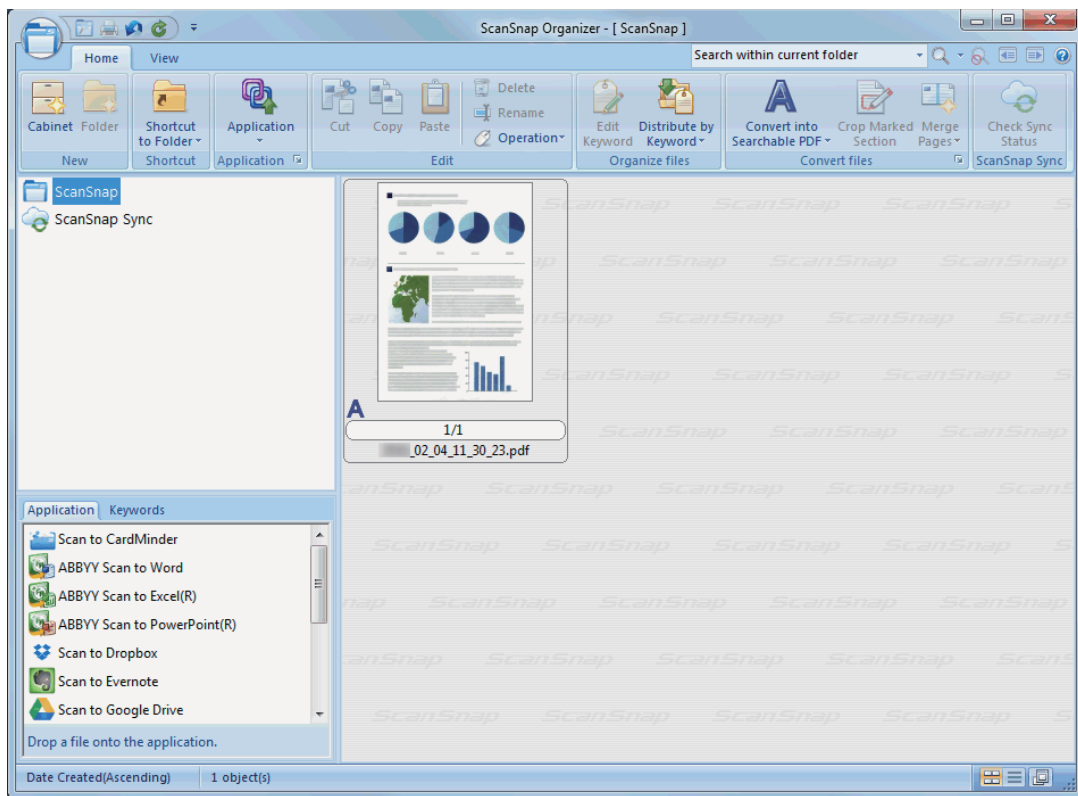 ScanSnap Organizer - [ ScanSnap ]
Home View
Search within current folder
Cabinet Folder
New
Shortcut
to Folder
Shortcut
Application
Application
Cut Copy Paste
Delete
Rename
Operation
Edit
Edit
Keyword
Distribute by
Keyword
Organize files
Convert into
Searchable PDF
Crop Marked
Section
Merge
Pages
Convert files
Check Sync
Status
ScanSnap Sync
ScanSnap
ScanSnap Sync
A
1/1
_02_04_11_30_23.pdf
Application Keywords
Scan to CardMinder
ABBYY Scan to Word
ABBYY Scan to Excel(R)
ABBYY Scan to PowerPoint(R)
Scan to Dropbox
Scan to Evernote
Scan to Google Drive
Drop a file onto the application.
Date Created(Ascending) 1 object(s)